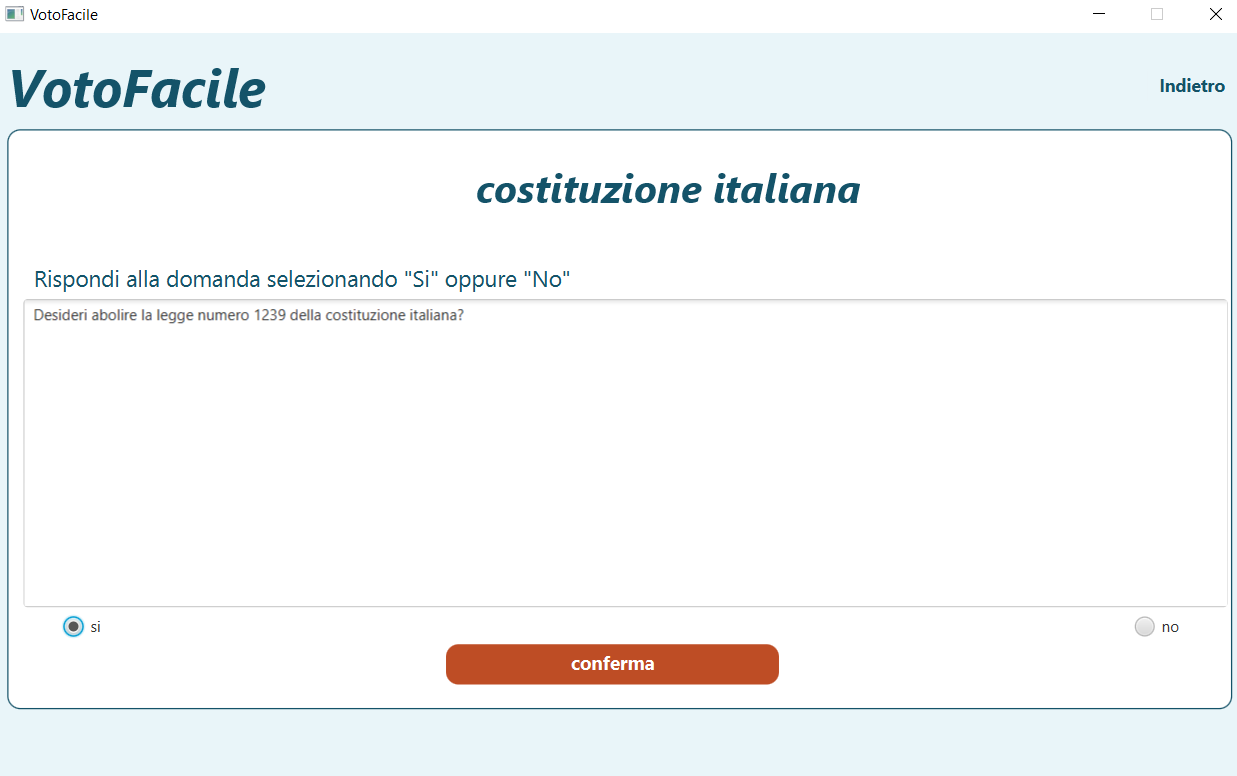 VotoFacile
VotoFacile
Indietro
costituzione italiana
Rispondi alla domanda selezionando "Si" oppure "No"
Desideri abolire la legge numero 1239 della costituzione italiana?
si
no
conferma